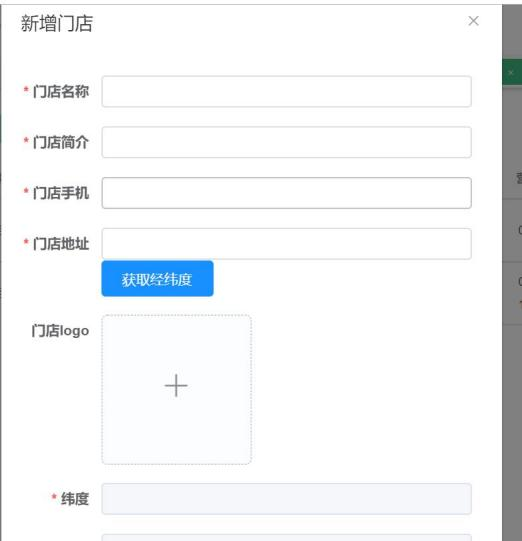 新增门店
* 门店名称
* 门店简介
* 门店手机
* 门店地址
获取经纬度
门店logo
* 纬度